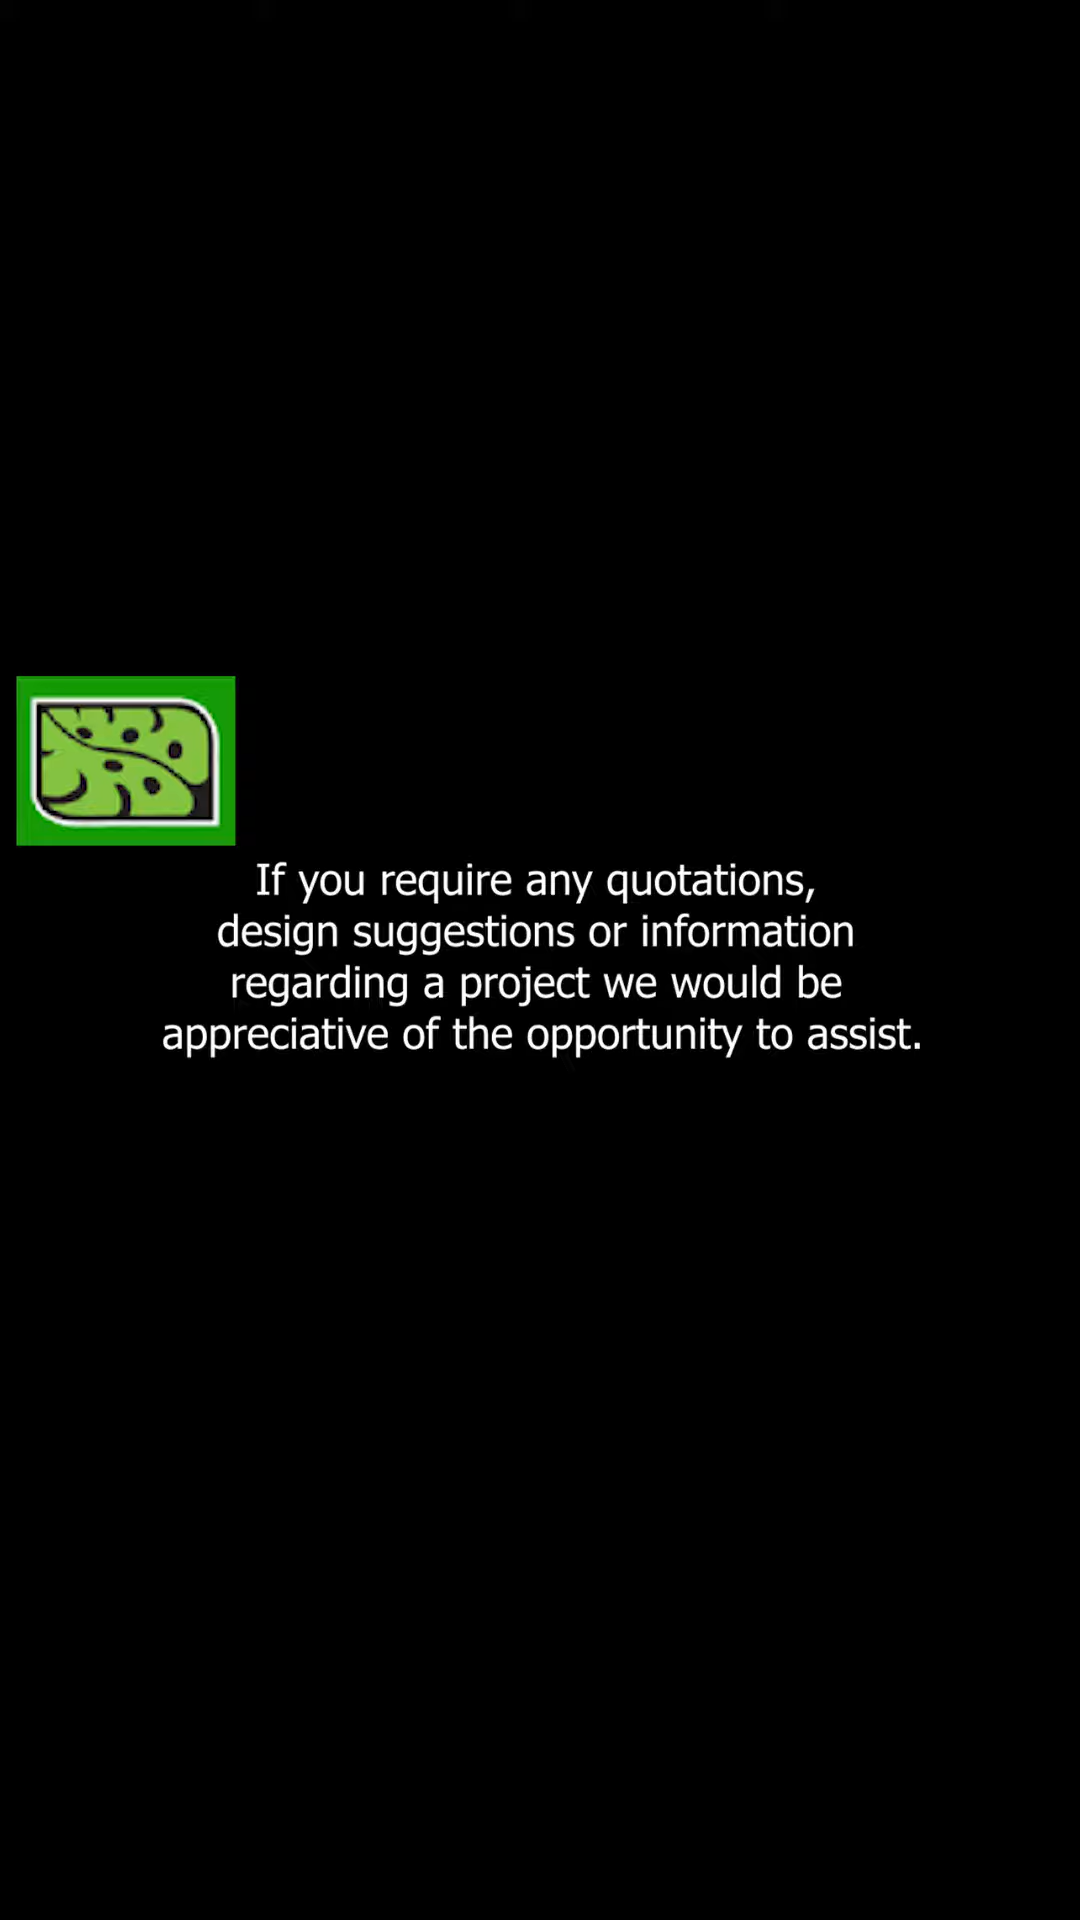 If you require any quotations,
design suggestions or information
regarding a project we would be
appreciative of the opportunity to assist.